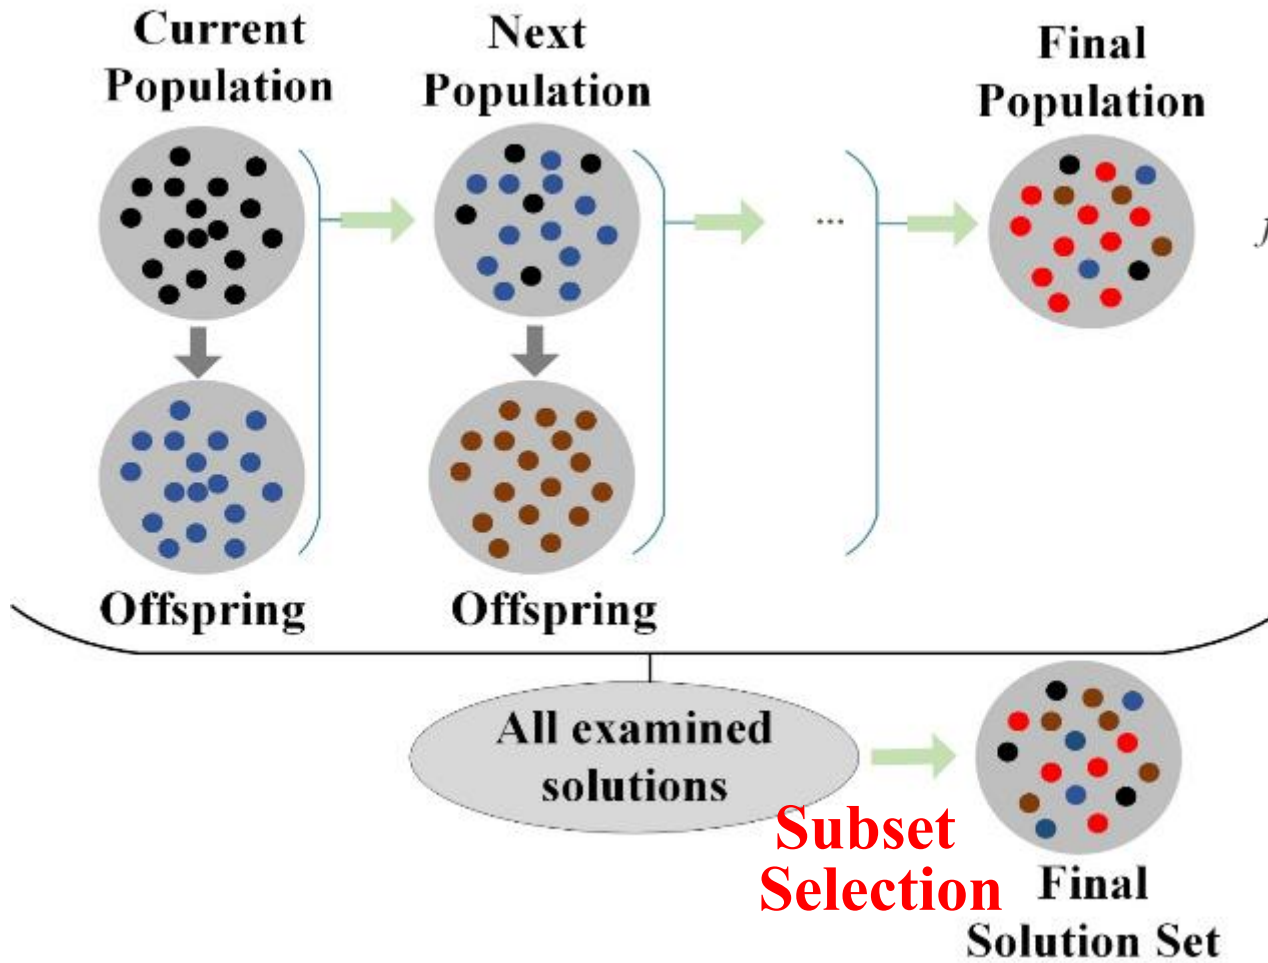 Current
Population
Next
Population
Final
Population
...
Offspring
Offspring
All examined
solutions
Subset
Selection
Final
Solution Set